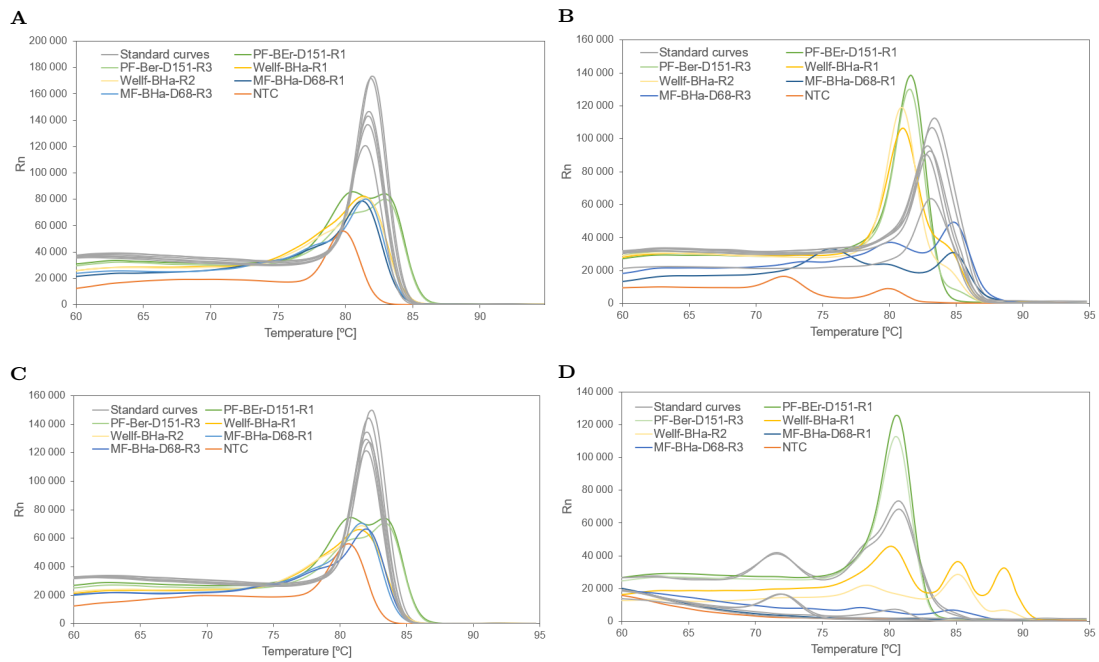 A
200 000
180 000
160 000
140 000
120 000
100 000
80 000
60 000
40 000
20 000
0
Rn
Standard curves
PF-BEr-D151-R1
PF-Ber-D151-R3
Wellf-BHa-R1
Wellf-BHa-R2
MF-BHa-D68-R1
MF-BHa-D68-R3
NTC
60 65 70 75 80 85 90
Temperature [ºC]
B
160 000
140 000
120 000
100 000
80 000
60 000
40 000
20 000
0
Rn
Standard curves
PF-BEr-D151-R1
PF-Ber-D151-R3
Wellf-BHa-R1
Wellf-BHa-R2
MF-BHa-D68-R1
MF-BHa-D68-R3
NTC
60 65 70 75 80 85 90 95
Temperature [ºC]
C
160 000
140 000
120 000
100 000
80 000
60 000
40 000
20 000
0
Rn
Standard curves
PF-BEr-D151-R1
PF-Ber-D151-R3
Wellf-BHa-R1
Wellf-BHa-R2
MF-BHa-D68-R1
MF-BHa-D68-R3
NTC
60 65 70 75 80 85 90 95
Temperature [ºC]
D
140 000
120 000
100 000
80 000
60 000
40 000
20 000
0
Rn
Standard curves
PF-BEr-D151-R1
PF-Ber-D151-R3
Wellf-BHa-R1
Wellf-BHa-R2
MF-BHa-D68-R1
MF-BHa-D68-R3
NTC
60 65 70 75 80 85 90 95
Temperature [ºC]